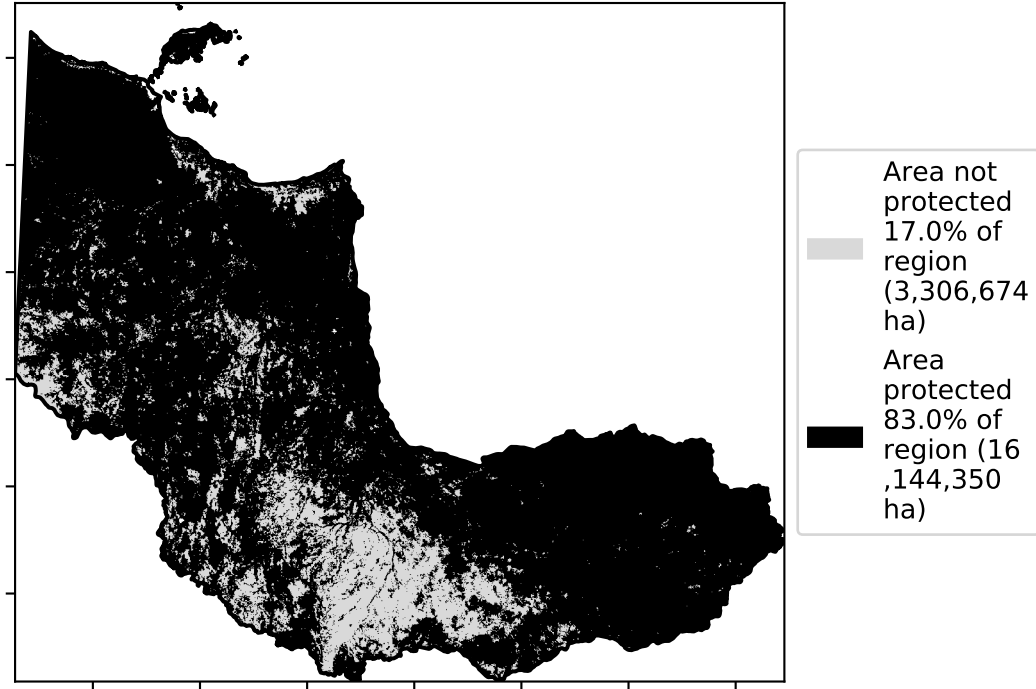 Area not
protected
17.0% of
region
(3,306,674
ha)
Area
protected
83.0% of
region (16
,144,350
ha)